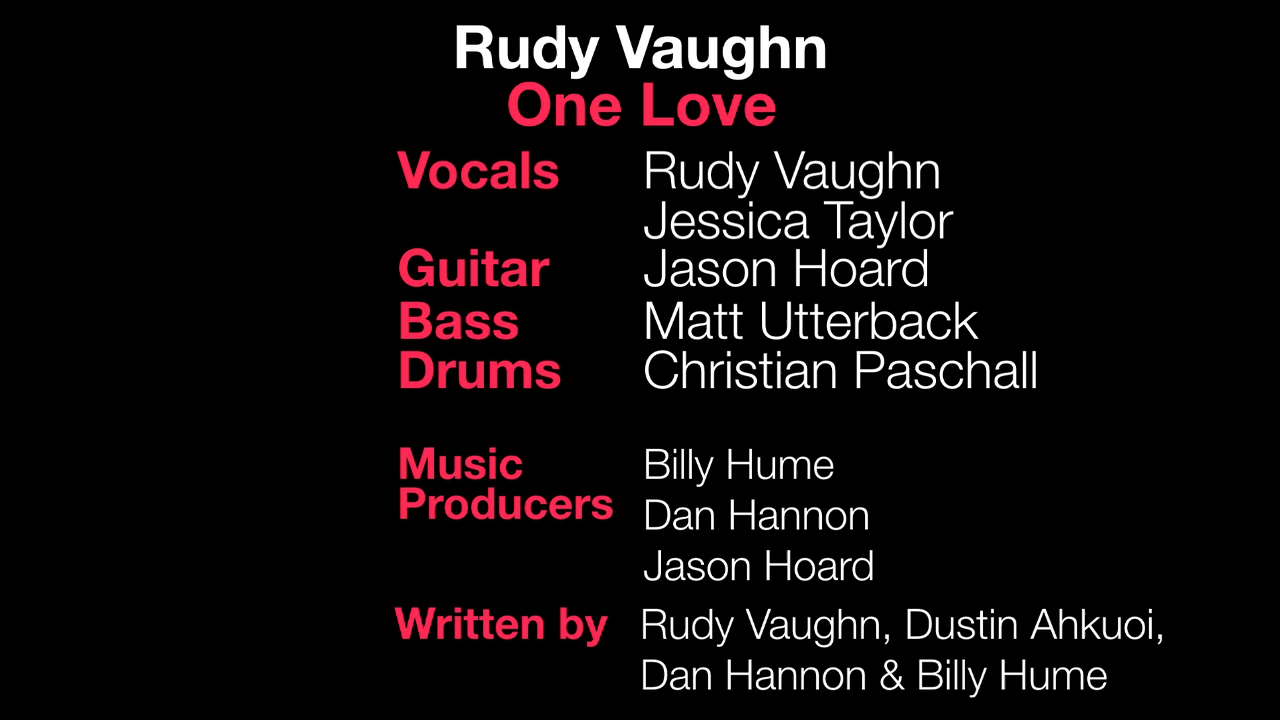 Rudy Vaughn
One Love
Vocals Rudy Vaughn
Jessica Taylor
Guitar Jason Hoard
Bass Matt Utterback
Drums Christian Paschall
Music Billy Hume
Producers Dan Hannon
Jason Hoard
Written by Rudy Vaughn, Dustin Ahkuoi,
Dan Hannon & Billy Hume